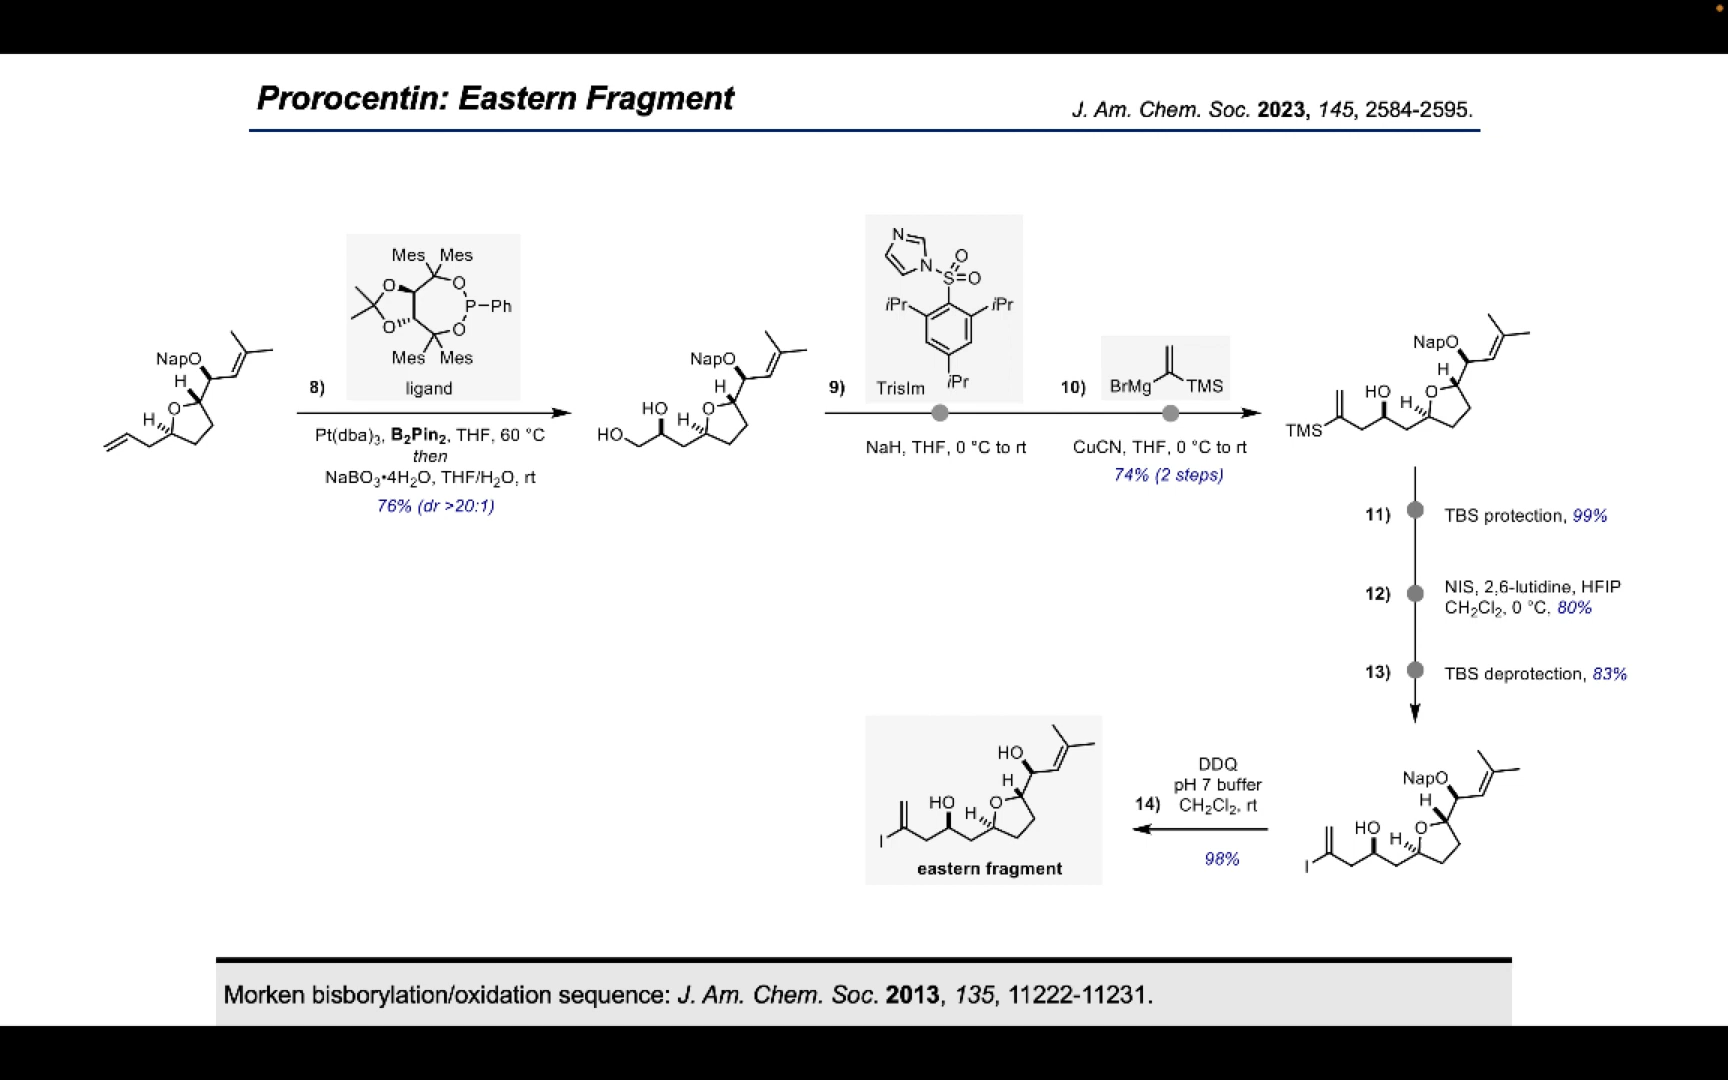 Prorocentin: Eastern Fragment
J. Am. Chem. Soc. 2023, 145, 2584-2595.
NapO
H
H
O
8)
Mes Mes
O
O
O
O
P-Ph
Mes Mes
ligand
Pt(dba)3, B2Pin2, THF, 60 °C
then
NaBO3•4H2O, THF/H2O, rt
76% (dr >20:1)
NapO
H
HO
H
O
HO
9)
N
N
O
S=O
iPr
iPr
iPr
TrisIm
NaH, THF, 0 °C to rt
10)
BrMg
TMS
CuCN, THF, 0 °C to rt
74% (2 steps)
NapO
H
HO
H
O
TMS
11)
TBS protection, 99%
12)
NIS, 2,6-lutidine, HFIP
CH2Cl2, 0 °C, 80%
13)
TBS deprotection, 83%
NapO
H
HO
H
O
I
14)
DDQ
pH 7 buffer
CH2Cl2, rt
98%
HO
H
HO
H
O
I
eastern fragment
Morken bisborylation/oxidation sequence: J. Am. Chem. Soc. 2013, 135, 11222-11231.